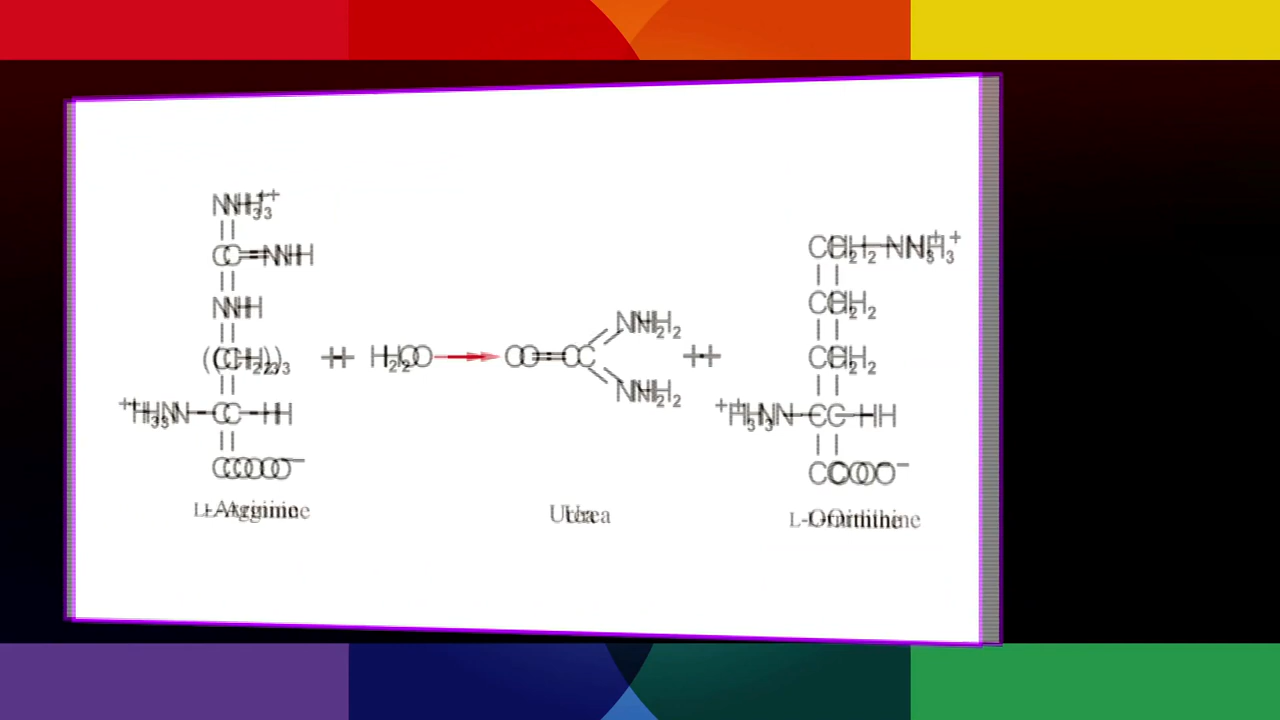 NH₃⁺
C=NH
NH
(CH₂)₃
⁺H₃N–C–H
COO⁻
L-Arginine
+ H₂O →
NH₂
O=C
NH₂
Urea
+
CH₂–NH₃⁺
CH₂
CH₂
⁺H₃N–C–H
COO⁻
L-Ornithine